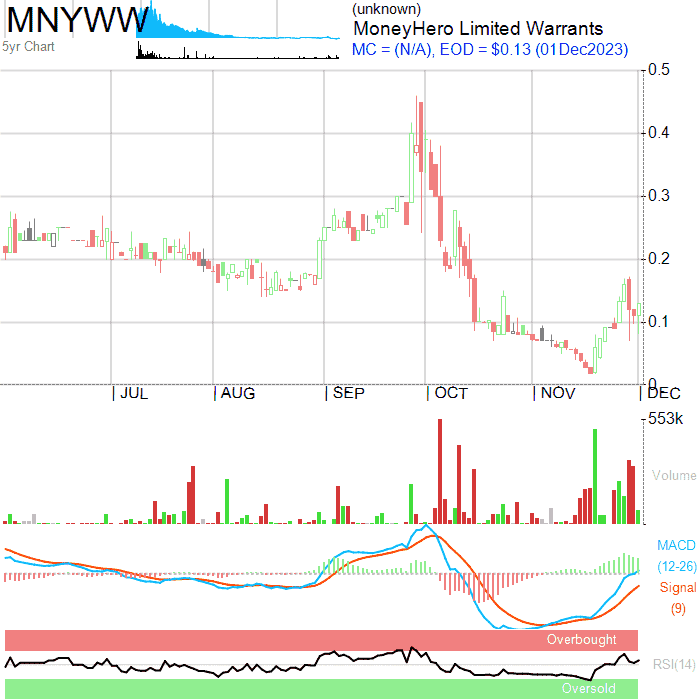 MNYWW
5yr Chart
(unknown)
MoneyHero Limited Warrants
MC = (N/A), EOD = $0.13 (01Dec2023)
0.5
0.4
0.3
0.2
0.1
0
| JUL | AUG | SEP | OCT | NOV | DEC
553k
Volume
MACD
(12-26)
Signal
(9)
Overbought
RSI(14)
Oversold